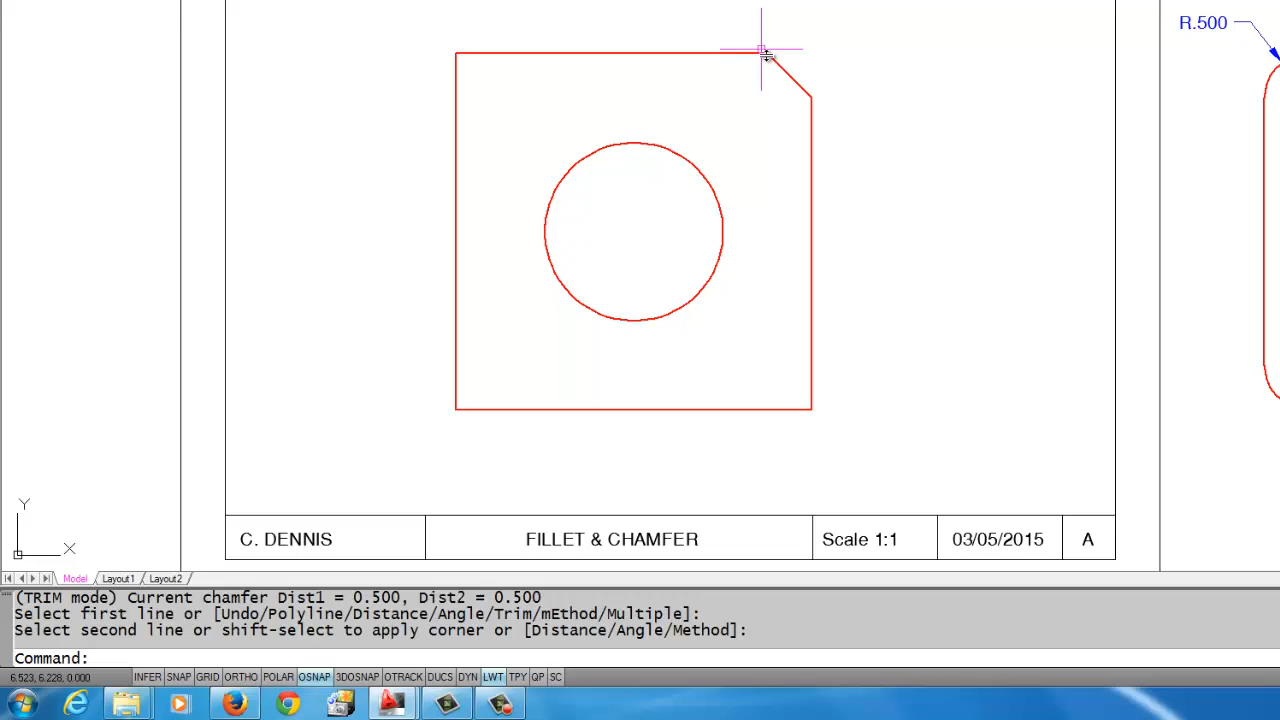 R.500
C. DENNIS
FILLET & CHAMFER
Scale 1:1
03/05/2015
A
Y
X
Model
Layout1
Layout2
(TRIM mode) Current chamfer Dist1 = 0.500, Dist2 = 0.500
Select first line or [Undo/Polyline/Distance/Angle/Trim/mEthod/Multiple]:
Select second line or shift-select to apply corner or [Distance/Angle/Method]:
Command:
6.523, 6.228, 0.000
INFER SNAP GRID ORTHO POLAR OSNAP 3DOSNAP OTRACK DUCS DYN LWT TPY QP SC